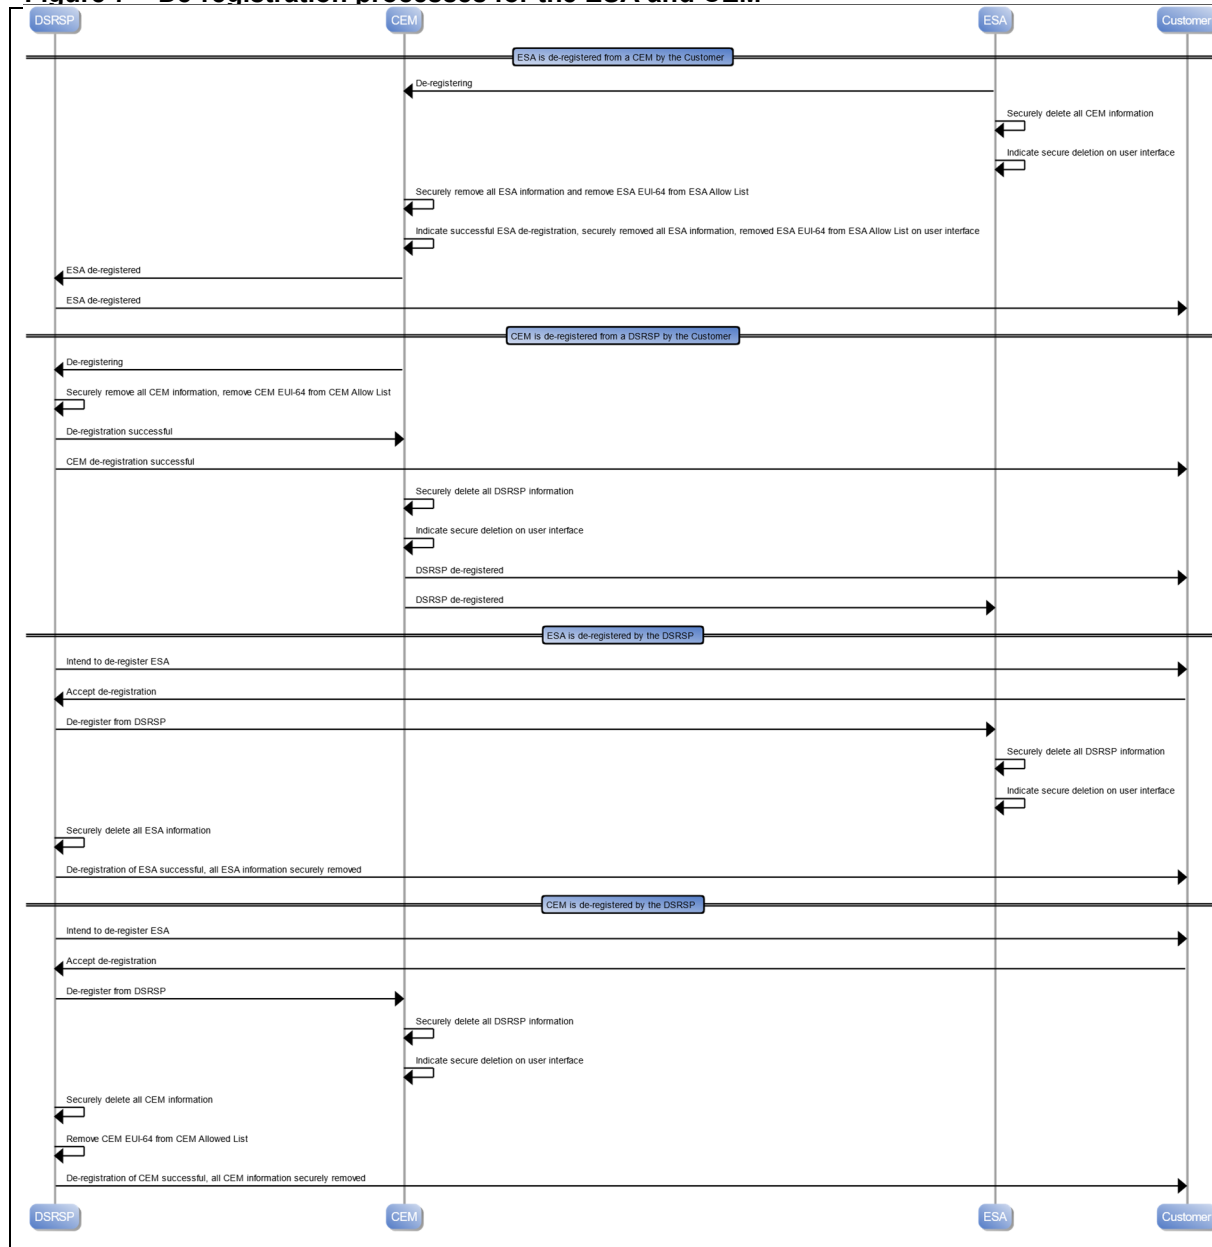 De-registration processes for the ESA and CEM
DSRSP
CEM
ESA
Customer
ESA is de-registered from a CEM by the Customer
De-registering
Securely delete all CEM information
Indicate secure deletion on user interface
Securely remove all ESA information and remove ESA EUI-64 from ESA Allow List
Indicate successful ESA de-registration, securely removed all ESA information, removed ESA EUI-64 from ESA Allow List on user interface
ESA de-registered
ESA de-registered
CEM is de-registered from a DSRSP by the Customer
De-registering
Securely remove all CEM information, remove CEM EUI-64 from CEM Allow List
De-registration successful
CEM de-registration successful
Securely delete all DSRSP information
Indicate secure deletion on user interface
DSRSP de-registered
DSRSP de-registered
ESA is de-registered by the DSRSP
Intend to de-register ESA
Accept de-registration
De-register from DSRSP
Securely delete all DSRSP information
Indicate secure deletion on user interface
Securely delete all ESA information
De-registration of ESA successful, all ESA information securely removed
CEM is de-registered by the DSRSP
Intend to de-register ESA
Accept de-registration
De-register from DSRSP
Securely delete all DSRSP information
Indicate secure deletion on user interface
Securely delete all CEM information
Remove CEM EUI-64 from CEM Allowed List
De-registration of CEM successful, all CEM information securely removed
DSRSP
CEM
ESA
Customer